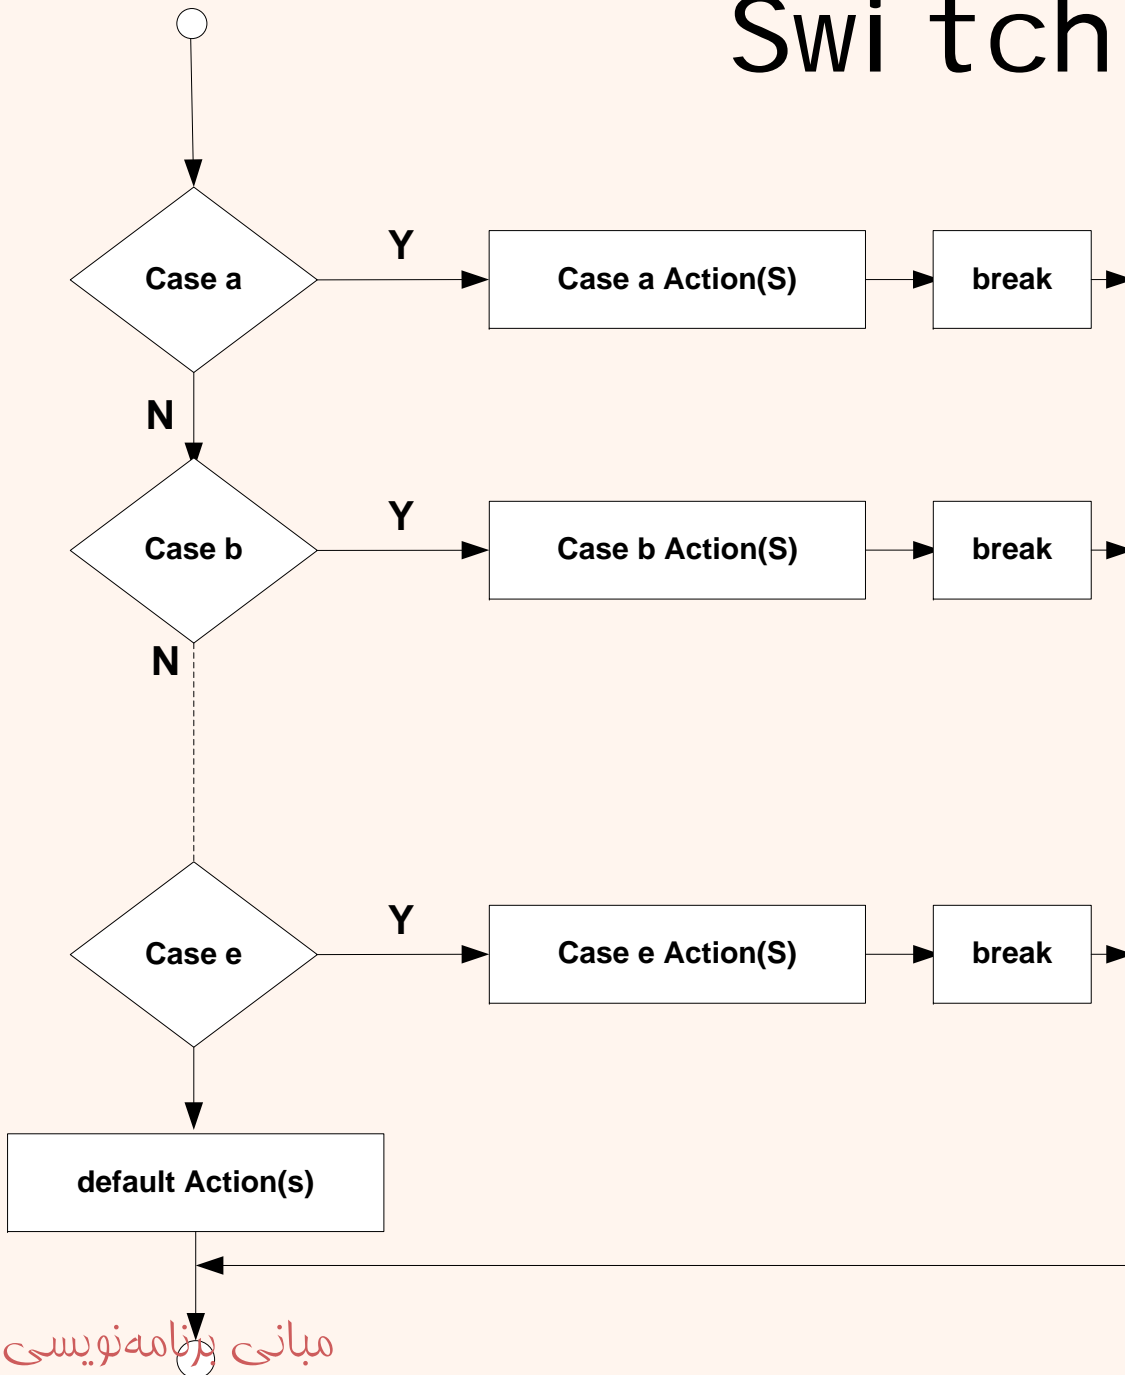 Switch
Y
Case a
Case a Action(S)
break
N
Y
Case b
Case b Action(S)
break
N
Y
Case e
Case e Action(S)
break
default Action(s)
مبانی برنامه‌نویسی